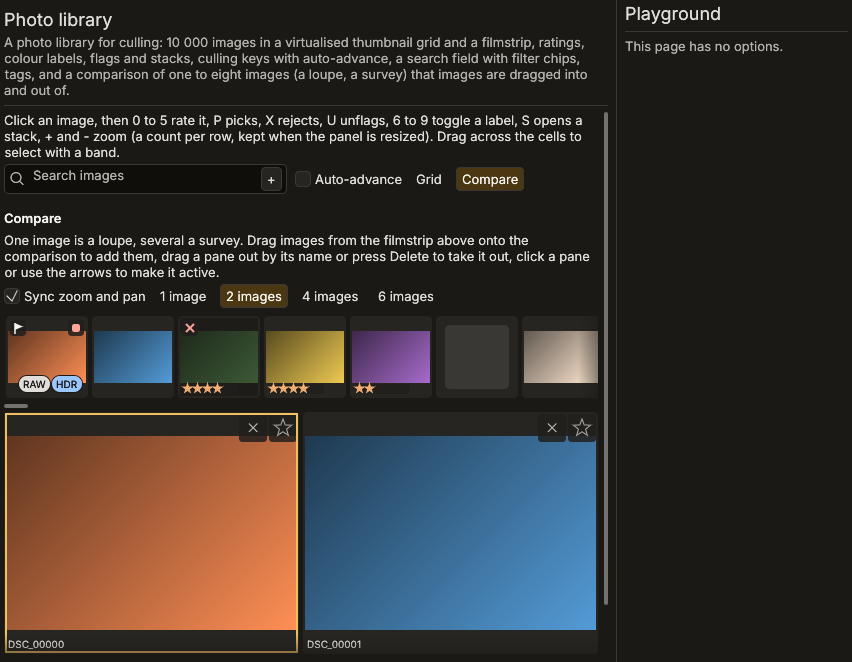 Photo library
A photo library for culling: 10 000 images in a virtualised thumbnail grid and a filmstrip, ratings,
colour labels, flags and stacks, culling keys with auto-advance, a search field with filter chips,
tags, and a comparison of one to eight images (a loupe, a survey) that images are dragged into
and out of.
Click an image, then 0 to 5 rate it, P picks, X rejects, U unflags, 6 to 9 toggle a label, S opens a
stack, + and - zoom (a count per row, kept when the panel is resized). Drag across the cells to
select with a band.
Search images + Auto-advance Grid Compare
Compare
One image is a loupe, several a survey. Drag images from the filmstrip above onto the
comparison to add them, drag a pane out by its name or press Delete to take it out, click a pane
or use the arrows to make it active.
Sync zoom and pan 1 image 2 images 4 images 6 images
RAW HDR
DSC_00000 DSC_00001
Playground
This page has no options.